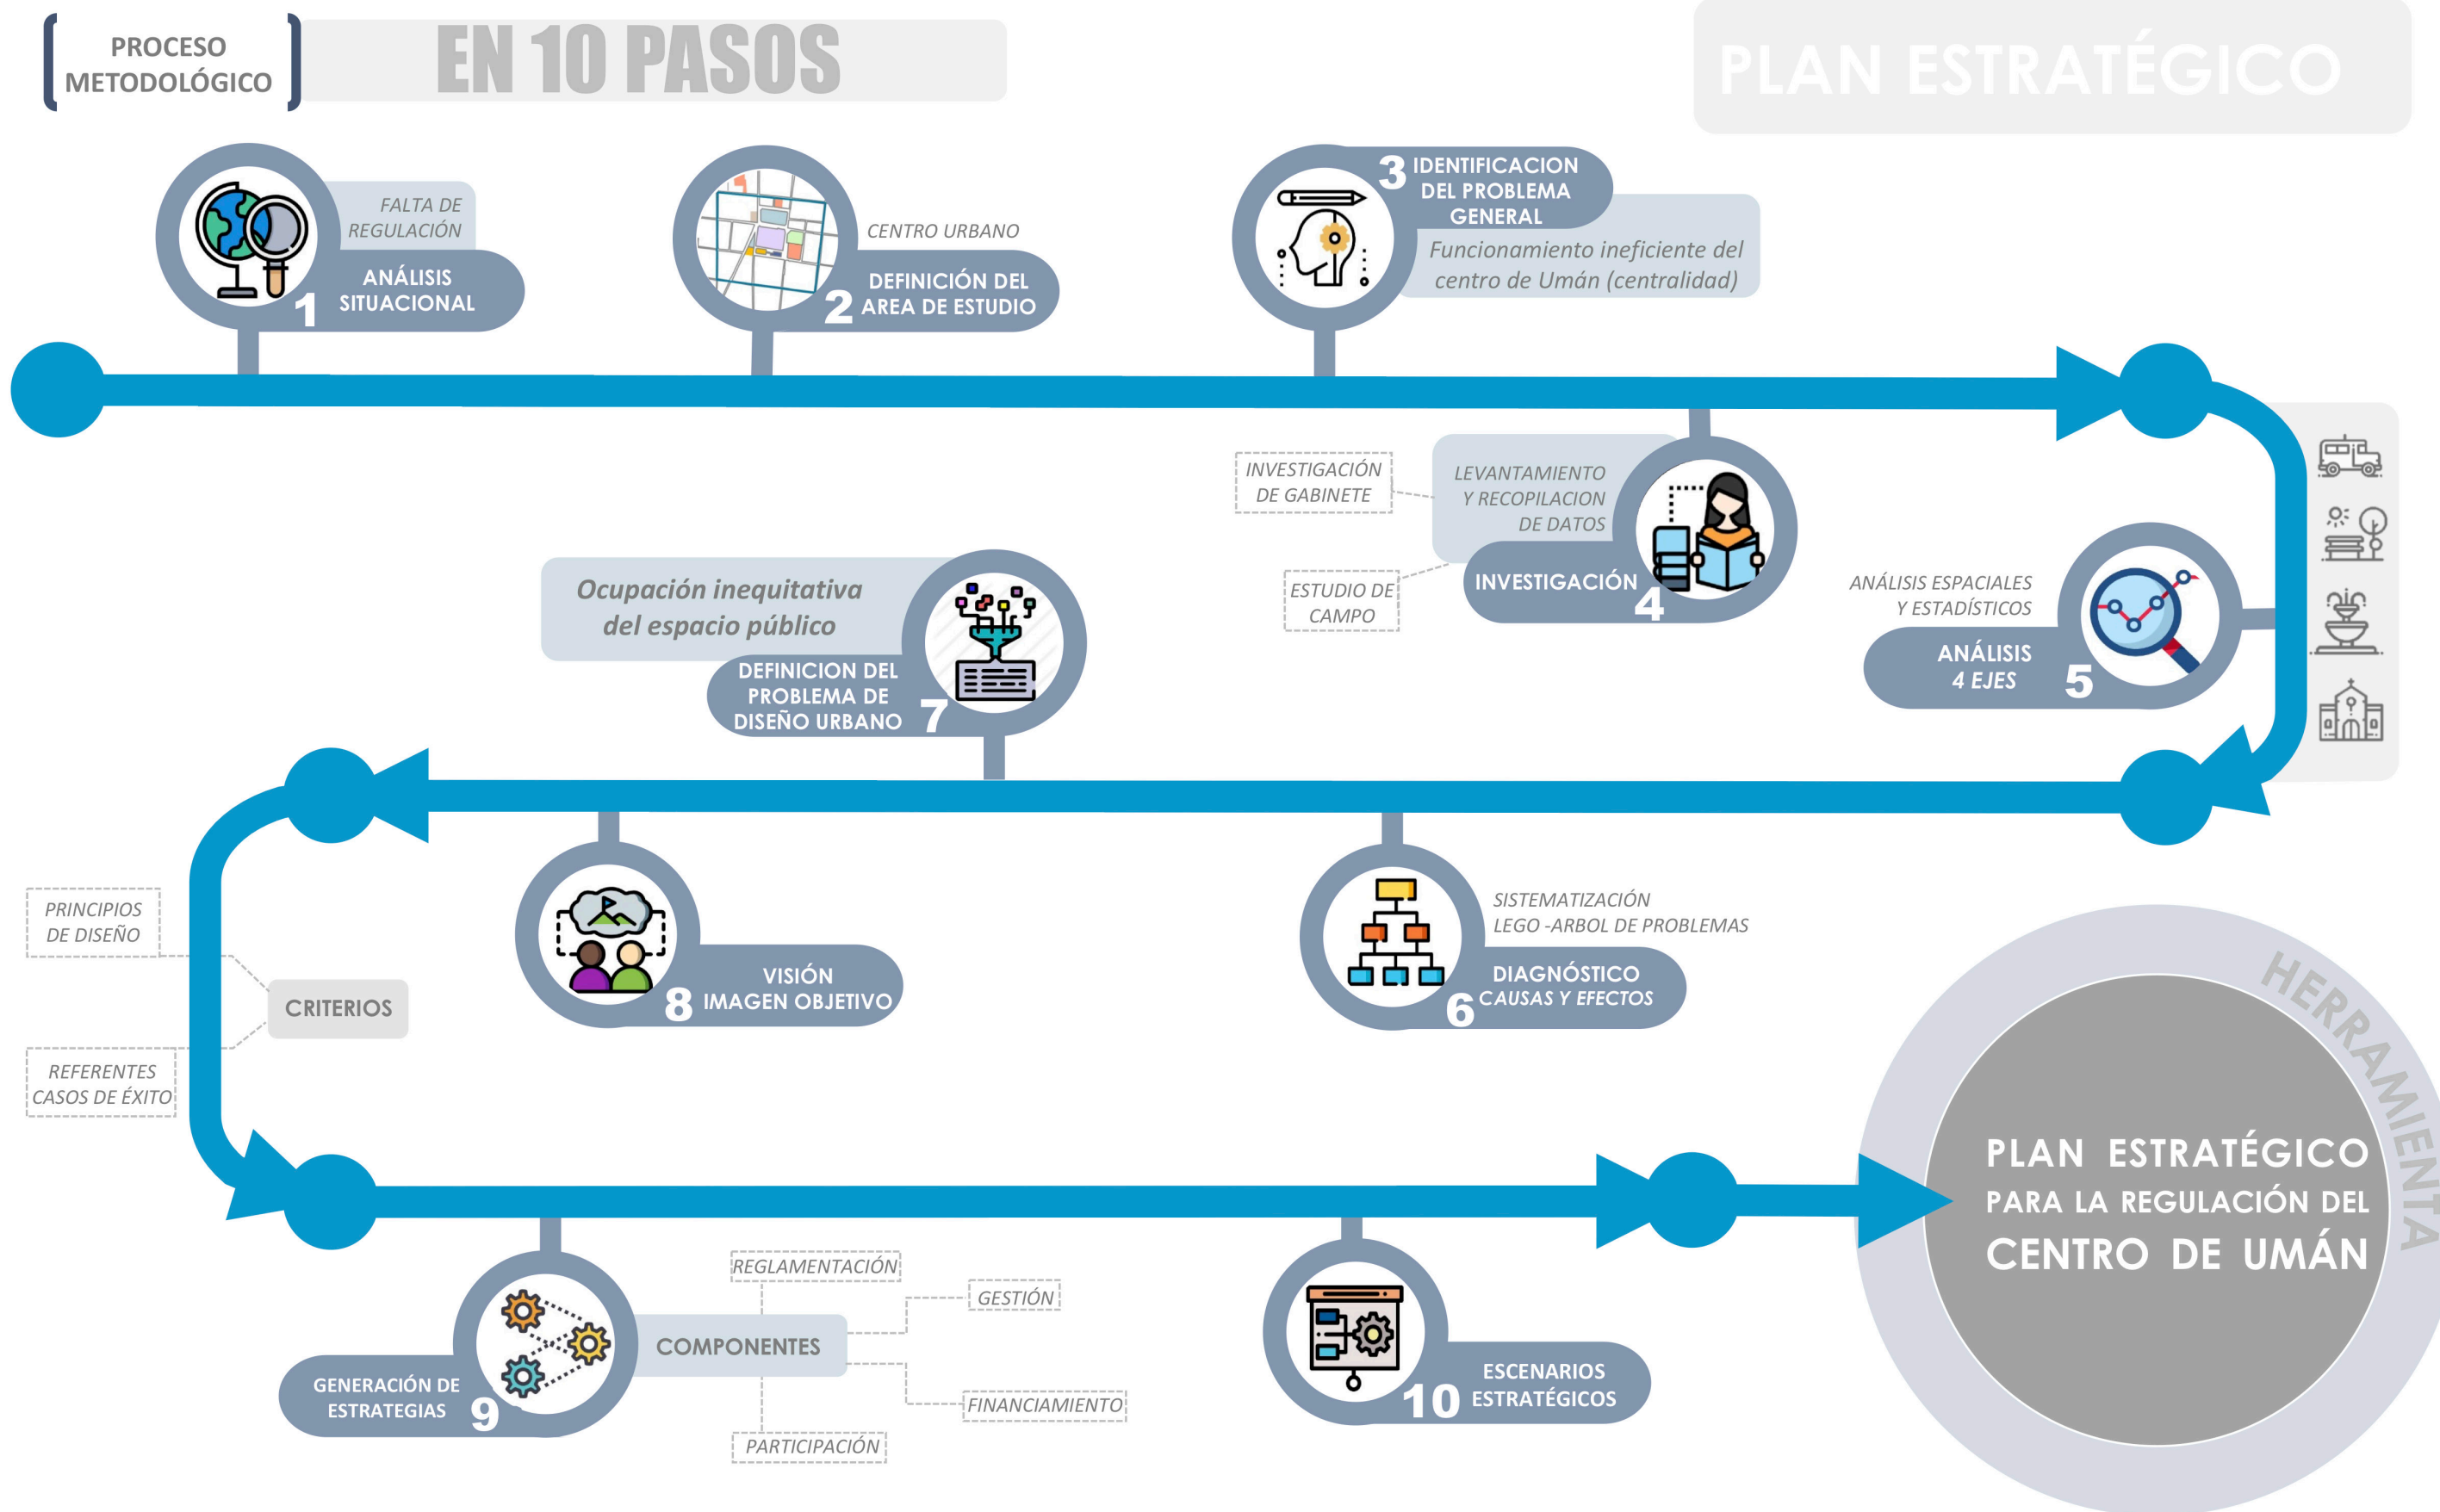 PROCESO
METODOLÓGICO
EN 10 PASOS
PLAN ESTRATÉGICO
FALTA DE
REGULACIÓN
1
ANÁLISIS
SITUACIONAL
CENTRO URBANO
2
DEFINICIÓN DEL
AREA DE ESTUDIO
3
IDENTIFICACION
DEL PROBLEMA
GENERAL
Funcionamiento ineficiente del
centro de Umán (centralidad)
INVESTIGACIÓN
DE GABINETE
LEVANTAMIENTO
Y RECOPILACION
DE DATOS
ESTUDIO DE
CAMPO
INVESTIGACIÓN
4
ANÁLISIS ESPACIALES
Y ESTADÍSTICOS
ANÁLISIS
4 EJES
5
Ocupación inequitativa
del espacio público
DEFINICION DEL
PROBLEMA DE
DISEÑO URBANO
7
SISTEMATIZACIÓN
LEGO -ARBOL DE PROBLEMAS
6
DIAGNÓSTICO
CAUSAS Y EFECTOS
8
VISIÓN
IMAGEN OBJETIVO
PRINCIPIOS
DE DISEÑO
CRITERIOS
REFERENTES
CASOS DE ÉXITO
GENERACIÓN DE
ESTRATEGIAS
9
COMPONENTES
REGLAMENTACIÓN
GESTIÓN
FINANCIAMIENTO
PARTICIPACIÓN
10
ESCENARIOS
ESTRATÉGICOS
HERRAMIENTA
PLAN ESTRATÉGICO
PARA LA REGULACIÓN DEL
CENTRO DE UMÁN